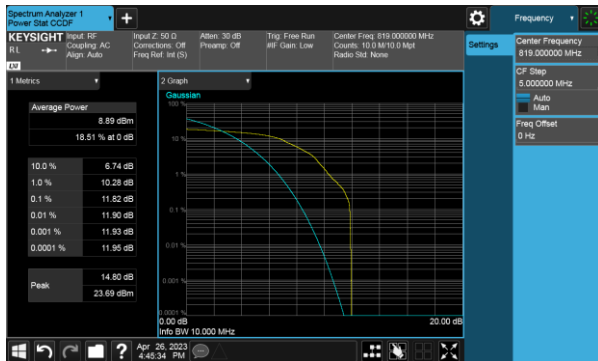 Spectrum Analyzer 1
Power Stat CCDF
Frequency
KEYSIGHT
Input: RF
Coupling: AC
Align: Auto
Input Z: 50 Ω
Corrections: Off
Freq Ref: Int (S)
Atten: 30 dB
Preamp: Off
Trig: Free Run
#IF Gain: Low
Center Freq: 819.000000 MHz
Counts: 10.0 M/10.0 Mpt
Radio Std: None
RL
LXI
Settings
Center Frequency
819.000000 MHz
CF Step
5.000000 MHz
Auto
Man
Freq Offset
0 Hz
1 Metrics
Average Power
8.89 dBm
18.51 % at 0 dB
10.0 % 6.74 dB
1.0 % 10.28 dB
0.1 % 11.82 dB
0.01 % 11.90 dB
0.001 % 11.93 dB
0.0001 % 11.95 dB
Peak 14.80 dB
23.69 dBm
2 Graph
Gaussian
100 %
10 %
1 %
0.1 %
0.01 %
0.001 %
0.0001 %
0.00 dB
20.00 dB
Info BW 10.000 MHz
?
Apr 26, 2023
4:45:34 PM